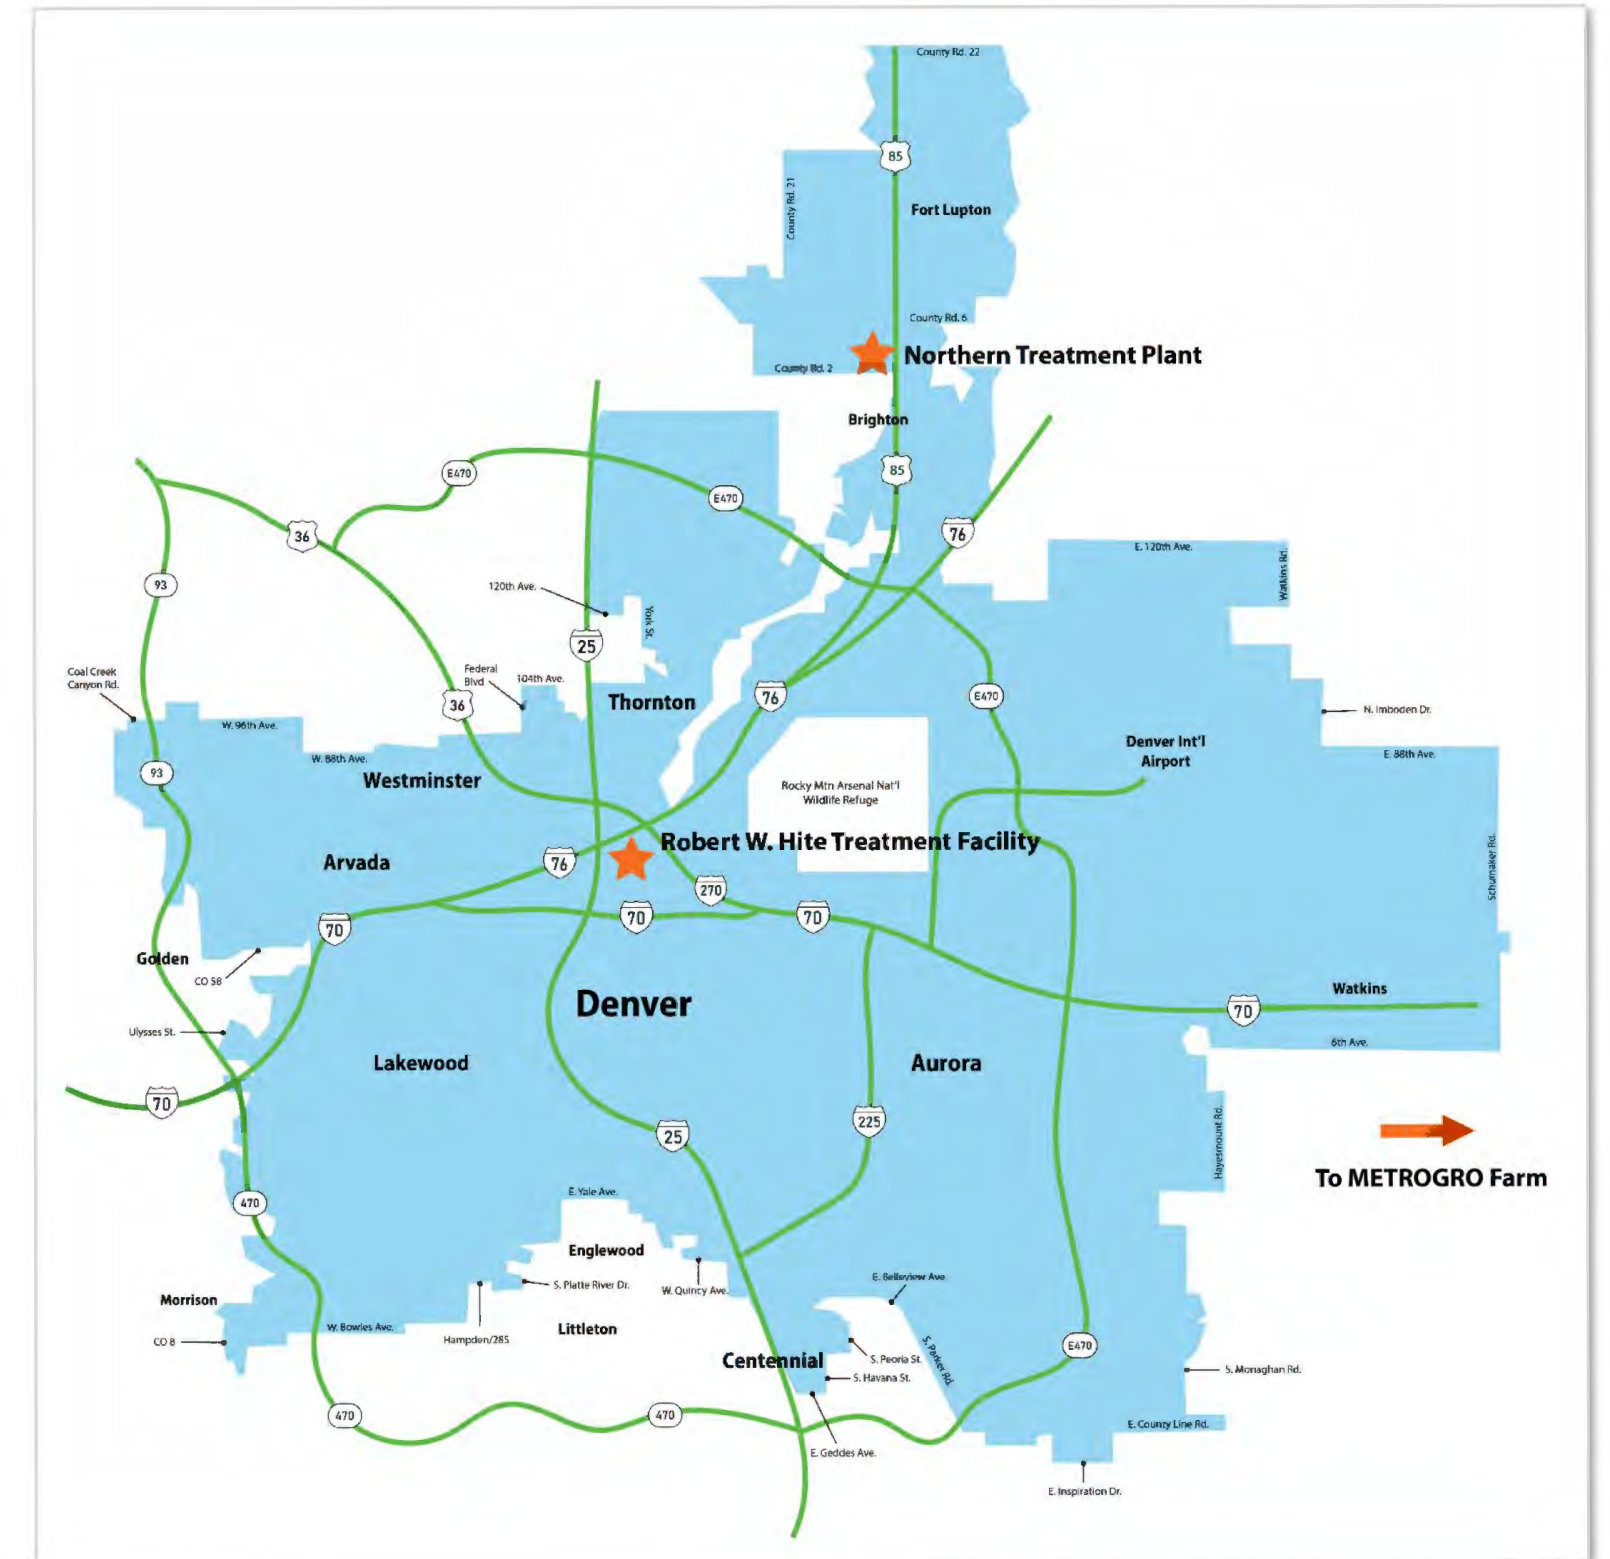 County Rd. 22
85
County Rd. 21
Fort Lupton
County Rd. 6
Northern Treatment Plant
County Rd. 2
Brighton
E470
85
E470
76
36
E. 120th Ave.
Watkins Rd.
93
120th Ave.
York St.
25
Coal Creek
Canyon Rd.
Federal
Blvd
104th Ave.
36
Thornton
76
E470
N. Imboden Dr.
W. 96th Ave.
Denver Int'l
Airport
E. 88th Ave.
W. 88th Ave.
93
Westminster
Rocky Mtn Arsenal Nat'l
Wildlife Refuge
Robert W. Hite Treatment Facility
Schumaker Rd.
Arvada
76
270
70
70
70
Golden
CO 58
Watkins
Denver
70
Ulysses St.
6th Ave.
Lakewood
Aurora
70
225
25
Hayesmount Rd.
To METROGRO Farm
470
E. Yale Ave.
Englewood
S. Platte River Dr.
W. Quincy Ave.
E. Belleview Ave
Morrison
W. Bowles Ave.
Hampden/285
Littleton
CO 8
S. Parker Rd.
E470
Centennial
S. Peoria St.
S. Havana St.
S. Monaghan Rd.
470
470
E. County Line Rd.
E. Geddes Ave.
E. Inspiration Dr.